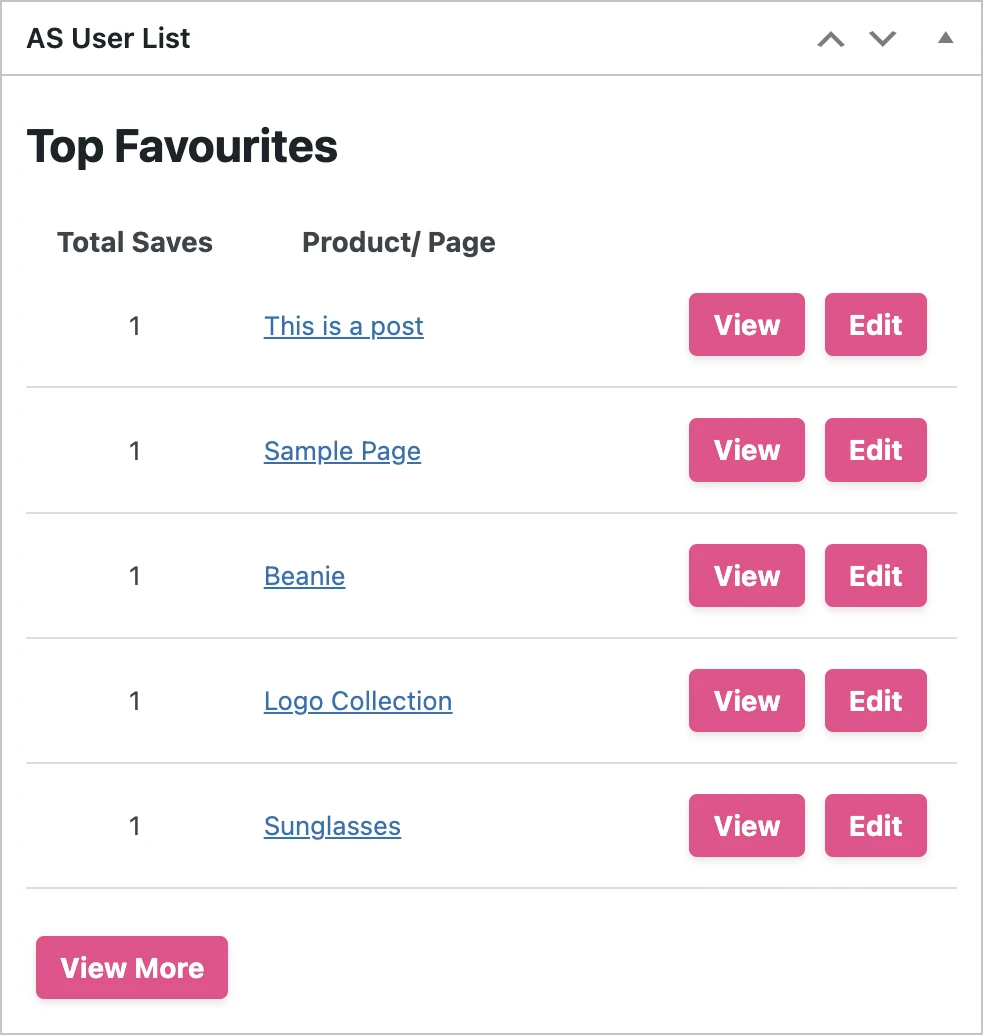 AS User List
Top Favourites
Total Saves Product/ Page
1 This is a post View Edit
1 Sample Page View Edit
1 Beanie View Edit
1 Logo Collection View Edit
1 Sunglasses View Edit
View More